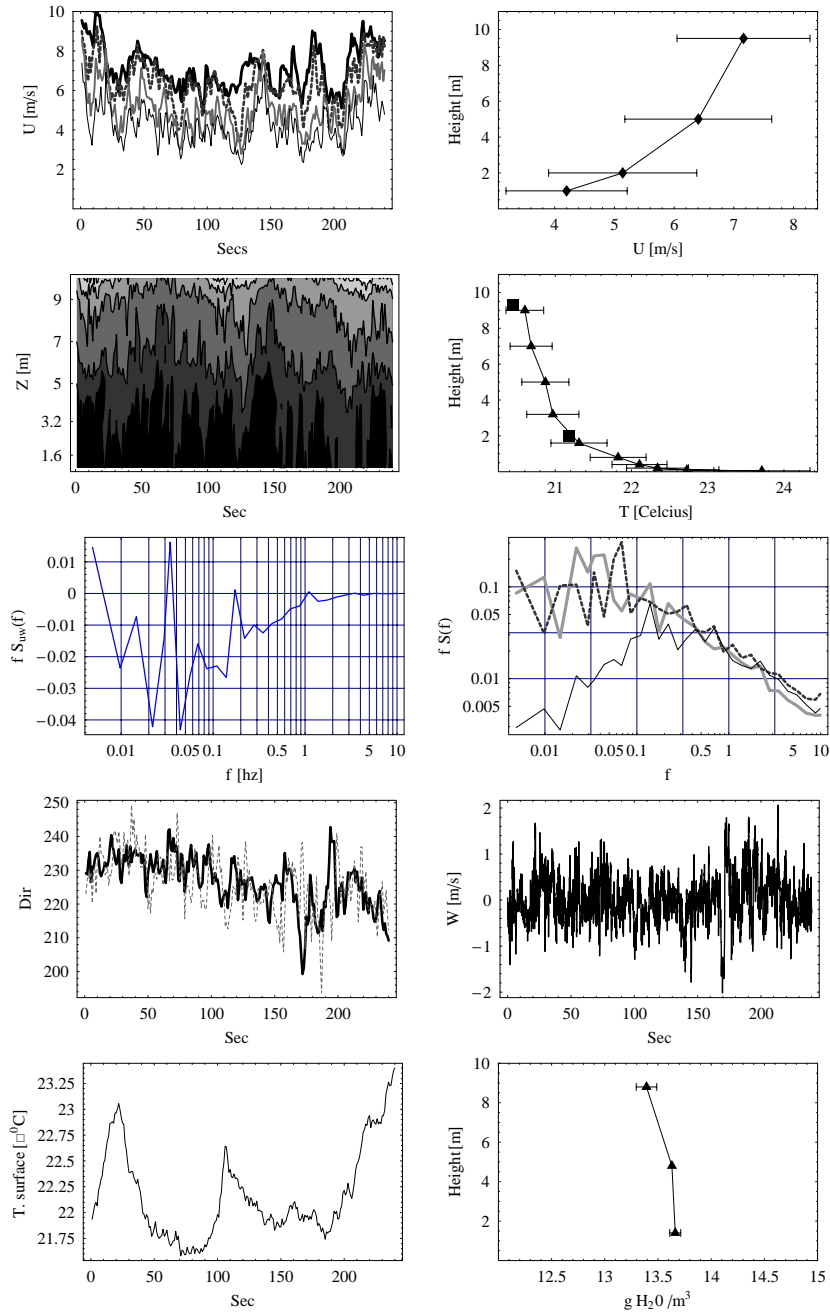 10
8
6
4
2
U [m/s]
0 50 100 150 200
Secs
10
8
6
4
2
Height [m]
4 5 6 7 8
U [m/s]
9
7
5
3.2
1.6
Z [m]
0 50 100 150 200
Sec
10
8
6
4
2
Height [m]
21 22 23 24
T [Celcius]
0.01
0
−0.01
−0.02
−0.03
−0.04
f Suw(f)
0.01 0.05 0.1 0.5 1 5 10
f [hz]
0.1
0.05
0.01
0.005
f S(f)
0.01 0.05 0.1 0.5 1 5 10
f
250
240
230
220
210
200
Dir
0 50 100 150 200
Sec
2
1
0
−1
−2
W [m/s]
0 50 100 150 200
Sec
23.25
23
22.75
22.5
22.25
22
21.75
T. surface [□⁰C]
0 50 100 150 200
Sec
10
8
6
4
2
Height [m]
12.5 13 13.5 14 14.5 15
g H₂0 /m³